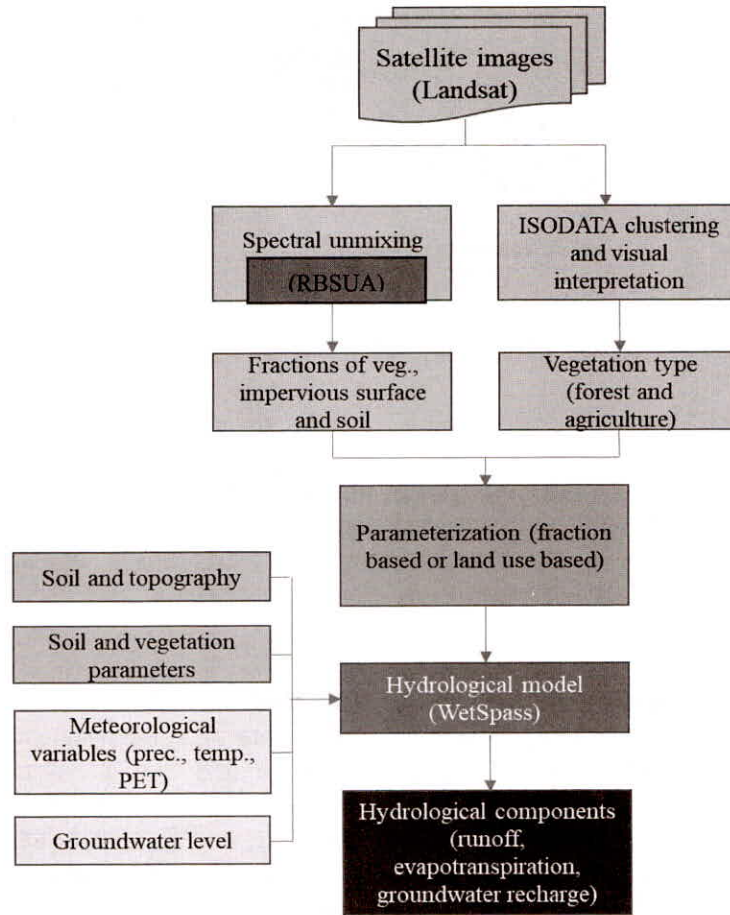 Satellite images
(Landsat)
Spectral unmixing
(RBSUA)
ISODATA clustering
and visual
interpretation
Fractions of veg.,
impervious surface
and soil
Vegetation type
(forest and
agriculture)
Parameterization (fraction
based or land use based)
Soil and topography
Soil and vegetation
parameters
Meteorological
variables (prec., temp.,
PET)
Groundwater level
Hydrological model
(WetSpass)
Hydrological components
(runoff,
evapotranspiration,
groundwater recharge)